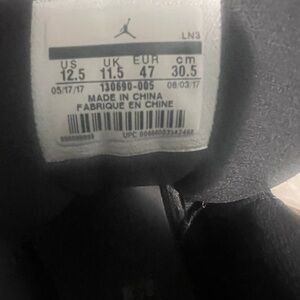 LN3
US UK EUR cm
12.5 11.5 47 30.5
05/17/17 130690-005 08/03/17
MADE IN CHINA
FABRIQUE EN CHINE